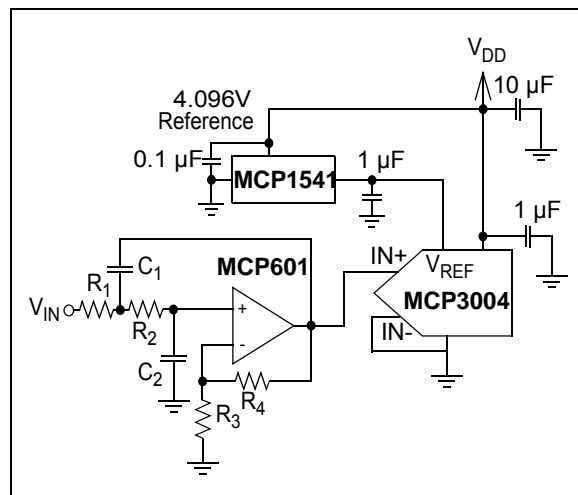 V_DD
10 µF
4.096V
Reference
0.1 µF
MCP1541
1 µF
1 µF
C_1
MCP601
IN+
V_REF
R_1
V_IN
R_2
+
MCP3004
-
IN-
C_2
R_4
R_3